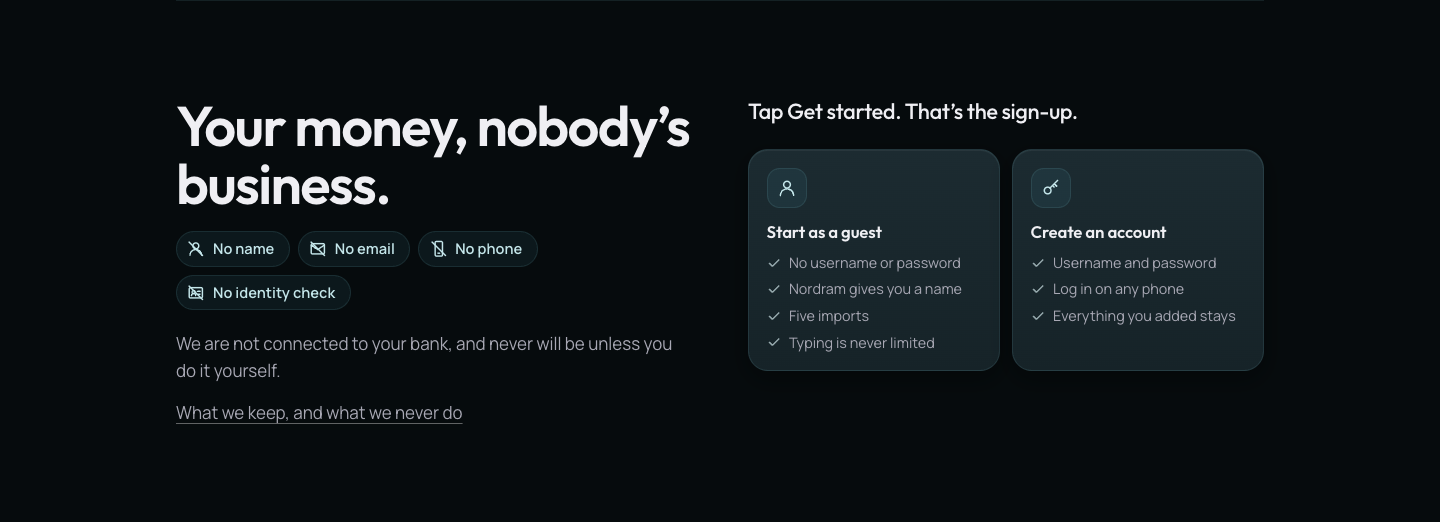 Your money, nobody’s
business.
No name
No email
No phone
No identity check
We are not connected to your bank, and never will be unless you
do it yourself.
What we keep, and what we never do
Tap Get started. That’s the sign-up.
Start as a guest
No username or password
Nordram gives you a name
Five imports
Typing is never limited
Create an account
Username and password
Log in on any phone
Everything you added stays